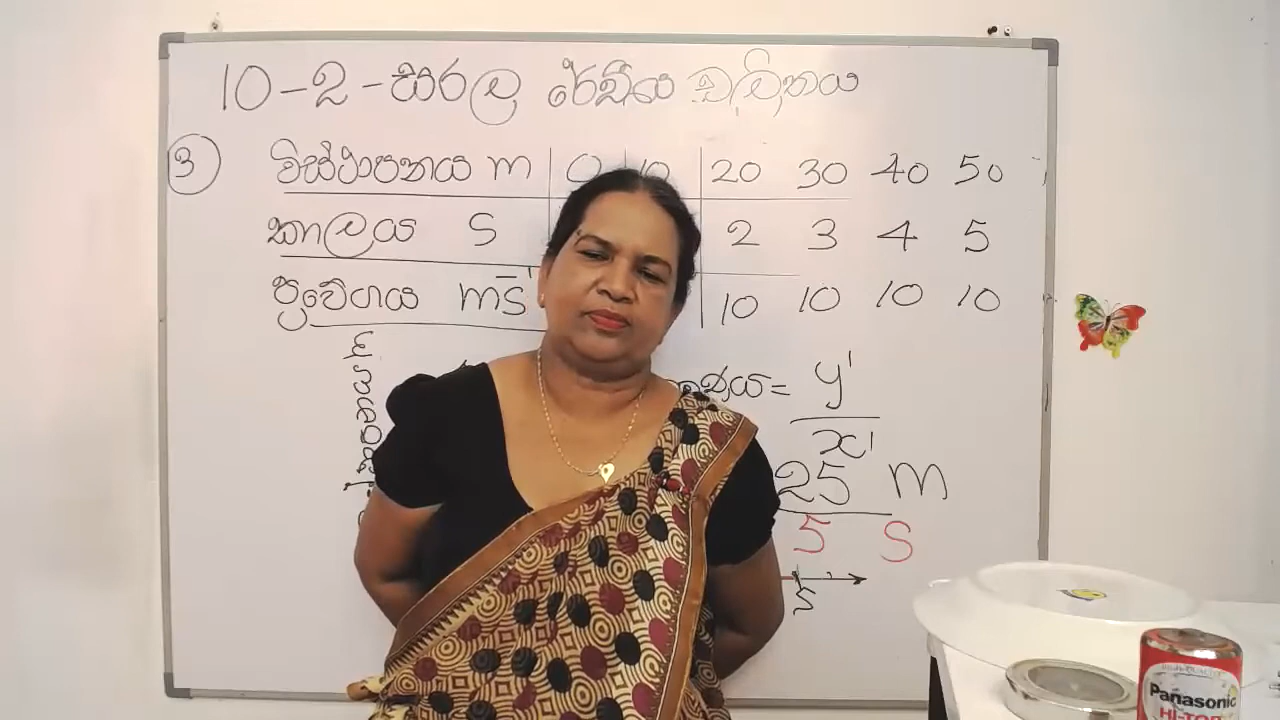 10 - 2 - සරල රේඛීය චලිතය
3 විස්ථාපනය m 0 10 20 30 40 50
කාලය S 2 3 4 5
ප්‍රවේගය ms⁻¹ 10 10 10 10
= y'
x'
25 m
5 S
5
Panasonic